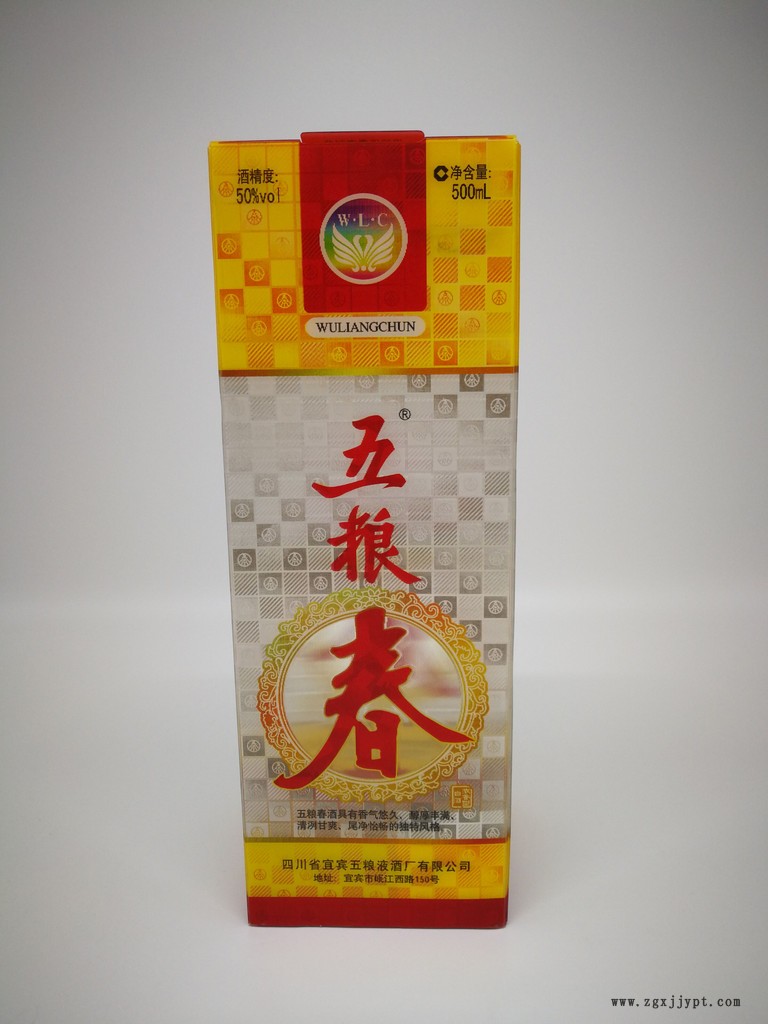 酒精度:
50%vol
W·L·C
净含量:
500mL
WULIANGCHUN
®
五
粮
春
五粮春酒具有香气悠久、醇厚丰满、
清冽甘爽、尾净怡畅的独特风格。
四川省宜宾五粮液酒厂有限公司
地址: 宜宾市岷江西路150号
www.zgxjjypt.com